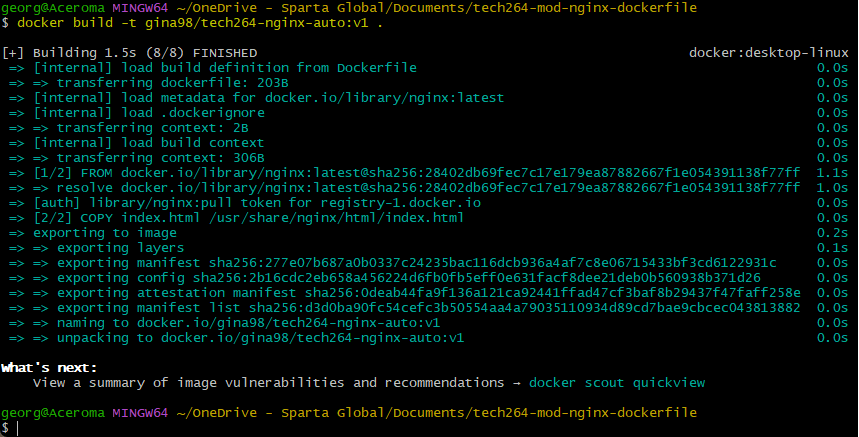 georg@Aceroma MINGW64 ~/OneDrive - Sparta Global/Documents/tech264-mod-nginx-dockerfile
$ docker build -t gina98/tech264-nginx-auto:v1 .
[+] Building 1.5s (8/8) FINISHED docker:desktop-linux
=> [internal] load build definition from Dockerfile 0.0s
=> => transferring dockerfile: 203B 0.0s
=> [internal] load metadata for docker.io/library/nginx:latest 0.0s
=> [internal] load .dockerignore 0.0s
=> => transferring context: 2B 0.0s
=> [internal] load build context 0.0s
=> => transferring context: 306B 0.0s
=> [1/2] FROM docker.io/library/nginx:latest@sha256:28402db69fec7c17e179ea87882667f1e054391138f77ff 1.1s
=> => resolve docker.io/library/nginx:latest@sha256:28402db69fec7c17e179ea87882667f1e054391138f77ff 1.0s
=> [auth] library/nginx:pull token for registry-1.docker.io 0.0s
=> [2/2] COPY index.html /usr/share/nginx/html/index.html 0.0s
=> exporting to image 0.2s
=> => exporting layers 0.1s
=> => exporting manifest sha256:277e07b687a0b0337c24235bac116dcb936a4af7c8e06715433bf3cd6122931c 0.0s
=> => exporting config sha256:2b16cdc2eb658a456224d6fb0fb5eff0e631facf8dee21deb0b560938b371d26 0.0s
=> => exporting attestation manifest sha256:0deab44fa9f136a121ca92441ffad47cf3baf8b29437f47faff258e 0.0s
=> => exporting manifest list sha256:d3d0ba90fc54cefc3b50554aa4a79035110934d89cd7bae9cbcec043813882 0.0s
=> => naming to docker.io/gina98/tech264-nginx-auto:v1 0.0s
=> => unpacking to docker.io/gina98/tech264-nginx-auto:v1 0.0s
What's next:
View a summary of image vulnerabilities and recommendations → docker scout quickview
georg@Aceroma MINGW64 ~/OneDrive - Sparta Global/Documents/tech264-mod-nginx-dockerfile
$